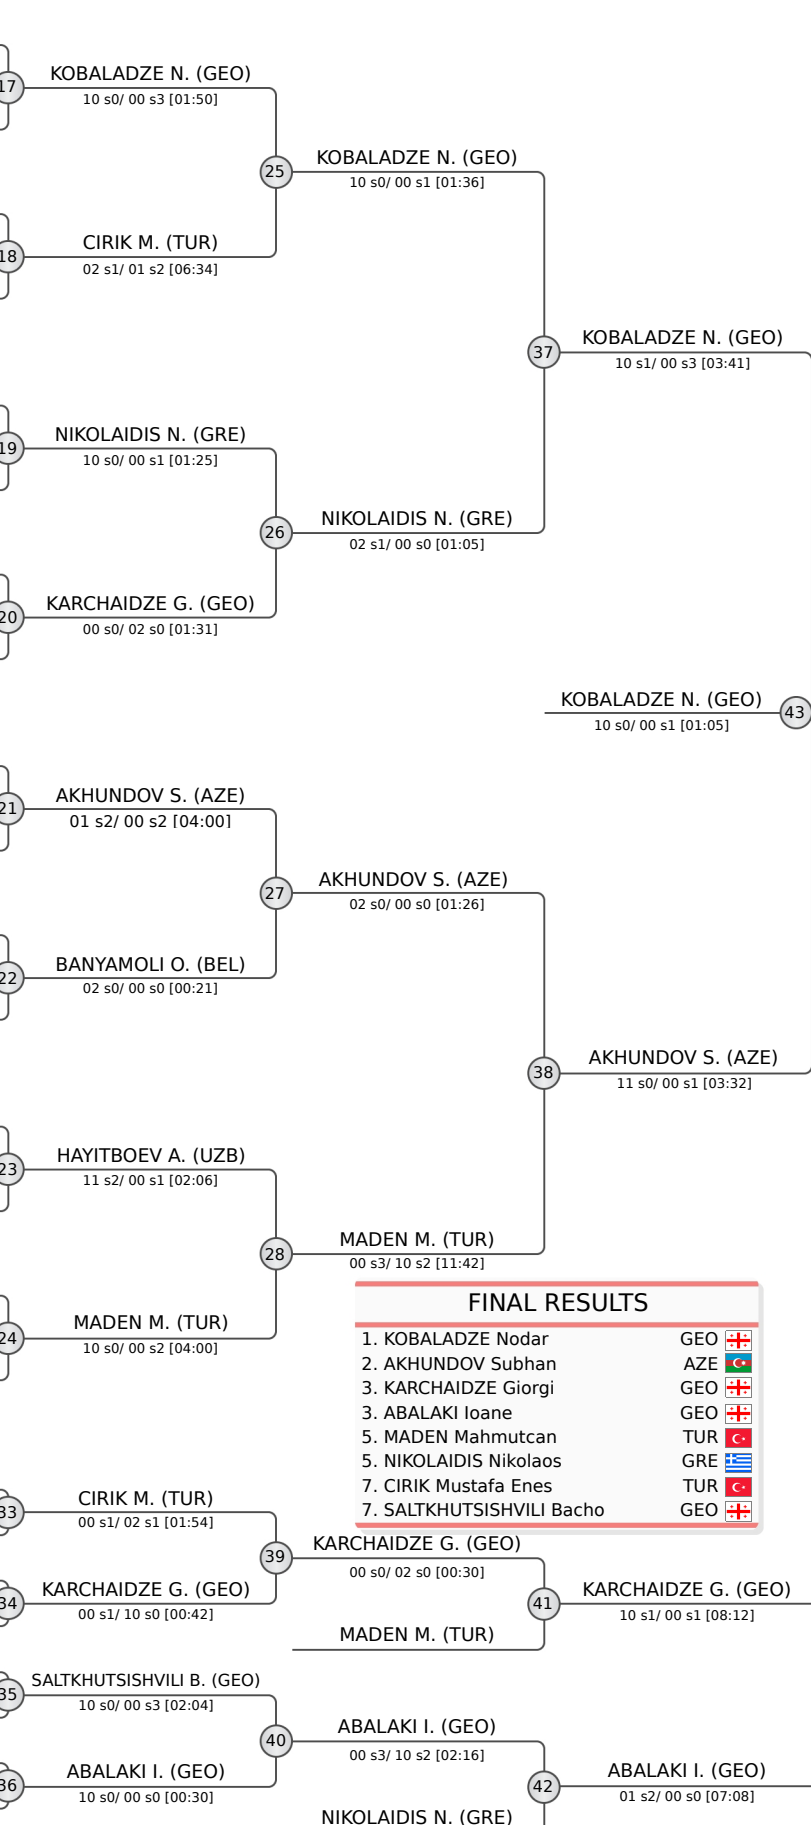 17
KOBALADZE N. (GEO)
10 s0/ 00 s3 [01:50]
25
KOBALADZE N. (GEO)
10 s0/ 00 s1 [01:36]
18
CIRIK M. (TUR)
02 s1/ 01 s2 [06:34]
37
KOBALADZE N. (GEO)
10 s1/ 00 s3 [03:41]
19
NIKOLAIDIS N. (GRE)
10 s0/ 00 s1 [01:25]
26
NIKOLAIDIS N. (GRE)
02 s1/ 00 s0 [01:05]
20
KARCHAIDZE G. (GEO)
00 s0/ 02 s0 [01:31]
KOBALADZE N. (GEO)
43
10 s0/ 00 s1 [01:05]
21
AKHUNDOV S. (AZE)
01 s2/ 00 s2 [04:00]
27
AKHUNDOV S. (AZE)
02 s0/ 00 s0 [01:26]
22
BANYAMOLI O. (BEL)
02 s0/ 00 s0 [00:21]
38
AKHUNDOV S. (AZE)
11 s0/ 00 s1 [03:32]
23
HAYITBOEV A. (UZB)
11 s2/ 00 s1 [02:06]
28
MADEN M. (TUR)
00 s3/ 10 s2 [11:42]
24
MADEN M. (TUR)
10 s0/ 00 s2 [04:00]
FINAL RESULTS
1. KOBALADZE Nodar GEO
2. AKHUNDOV Subhan AZE
3. KARCHAIDZE Giorgi GEO
3. ABALAKI Ioane GEO
5. MADEN Mahmutcan TUR
5. NIKOLAIDIS Nikolaos GRE
7. CIRIK Mustafa Enes TUR
7. SALTKHUTSISHVILI Bacho GEO
33
CIRIK M. (TUR)
00 s1/ 02 s1 [01:54]
39
KARCHAIDZE G. (GEO)
00 s0/ 02 s0 [00:30]
34
KARCHAIDZE G. (GEO)
00 s1/ 10 s0 [00:42]
41
KARCHAIDZE G. (GEO)
10 s1/ 00 s1 [08:12]
MADEN M. (TUR)
35
SALTKHUTSISHVILI B. (GEO)
10 s0/ 00 s3 [02:04]
40
ABALAKI I. (GEO)
00 s3/ 10 s2 [02:16]
36
ABALAKI I. (GEO)
10 s0/ 00 s0 [00:30]
42
ABALAKI I. (GEO)
01 s2/ 00 s0 [07:08]
NIKOLAIDIS N. (GRE)